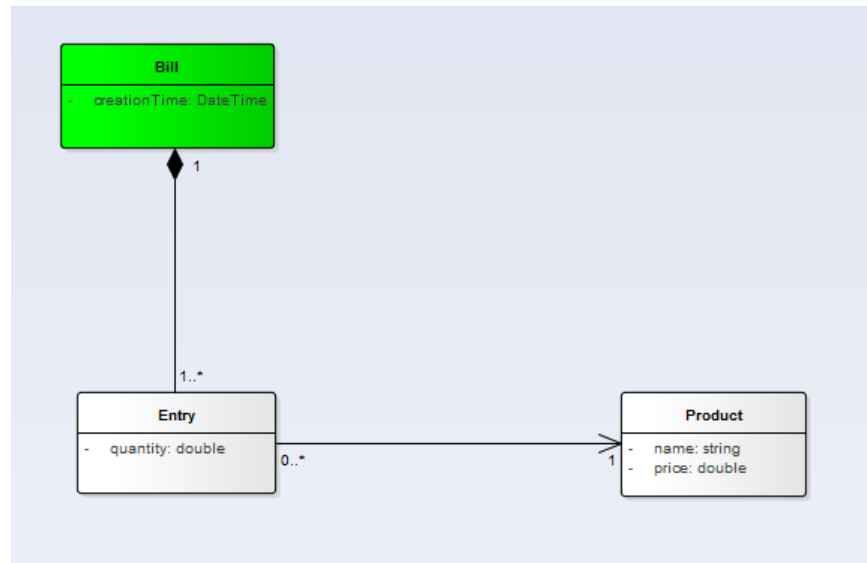 Bill
- creationTime: DateTime
1
1..*
Entry
- quantity: double
0..*
1
Product
- name: string
- price: double